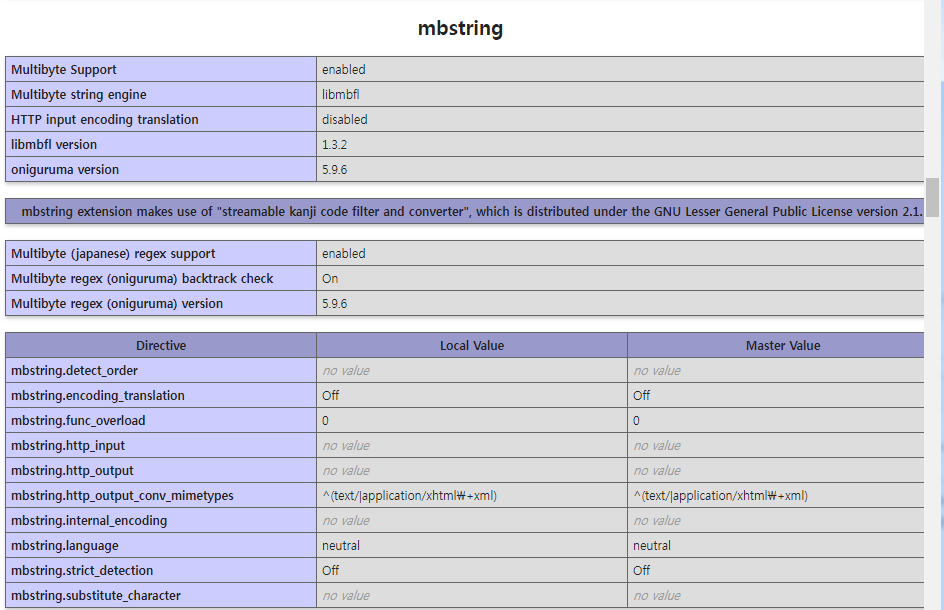 mbstring
Multibyte Support enabled
Multibyte string engine libmbfl
HTTP input encoding translation disabled
libmbfl version 1.3.2
oniguruma version 5.9.6
mbstring extension makes use of "streamable kanji code filter and converter", which is distributed under the GNU Lesser General Public License version 2.1.
Multibyte (japanese) regex support enabled
Multibyte regex (oniguruma) backtrack check On
Multibyte regex (oniguruma) version 5.9.6
Directive Local Value Master Value
mbstring.detect_order no value no value
mbstring.encoding_translation Off Off
mbstring.func_overload 0 0
mbstring.http_input no value no value
mbstring.http_output no value no value
mbstring.http_output_conv_mimetypes ^(text/|application/xhtml₩+xml) ^(text/|application/xhtml₩+xml)
mbstring.internal_encoding no value no value
mbstring.language neutral neutral
mbstring.strict_detection Off Off
mbstring.substitute_character no value no value